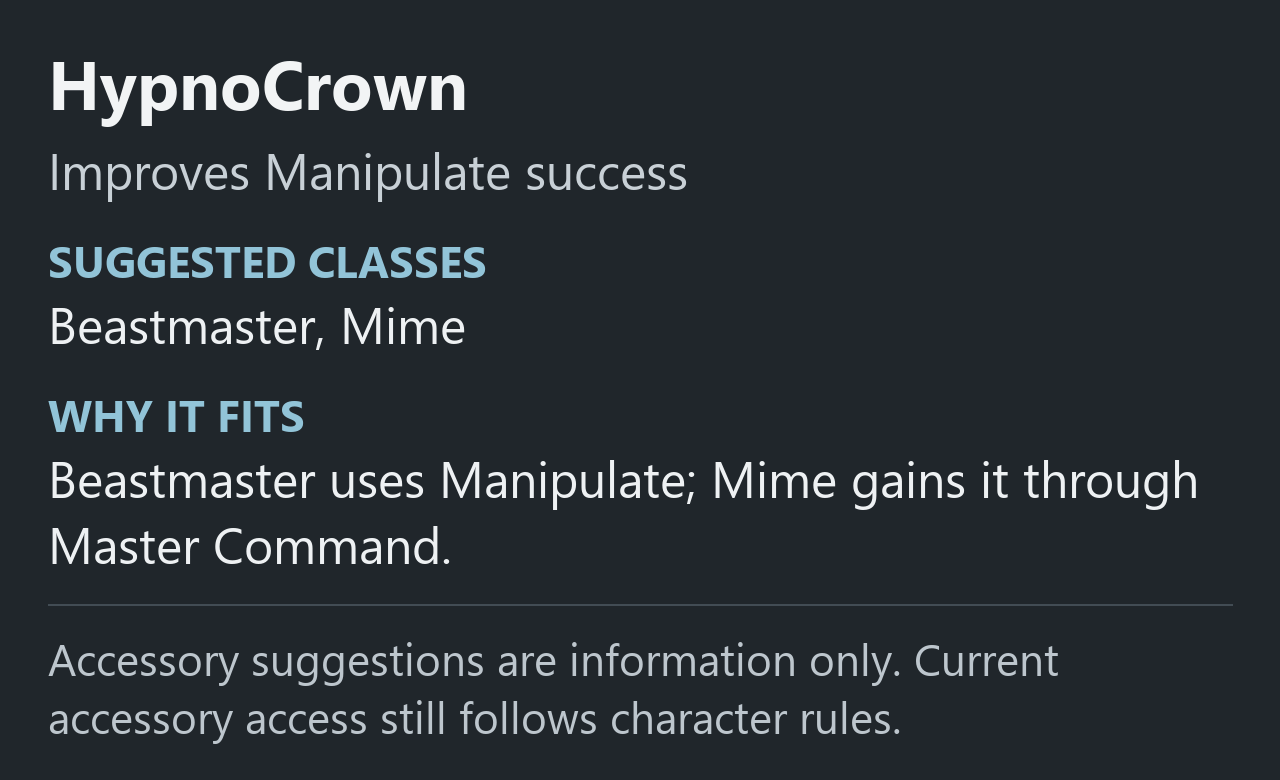 HypnoCrown
Improves Manipulate success
SUGGESTED CLASSES
Beastmaster, Mime
WHY IT FITS
Beastmaster uses Manipulate; Mime gains it through
Master Command.
Accessory suggestions are information only. Current
accessory access still follows character rules.